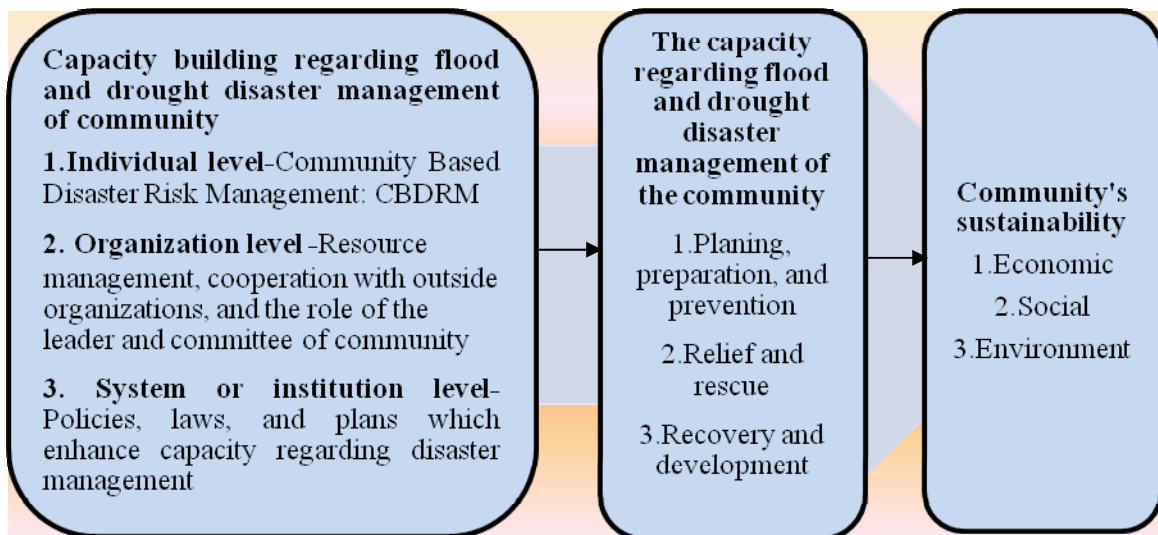 Capacity building regarding flood
and drought disaster management
of community
1.Individual level-Community Based
Disaster Risk Management: CBDRM
2. Organization level -Resource
management, cooperation with outside
organizations, and the role of the
leader and committee of community
3. System or institution level-
Policies, laws, and plans which
enhance capacity regarding disaster
management
The capacity
regarding flood
and drought
disaster
management of
the community
1.Planing,
preparation, and
prevention
2.Relief and
rescue
3.Recovery and
development
Community's
sustainability
1.Economic
2.Social
3.Environment